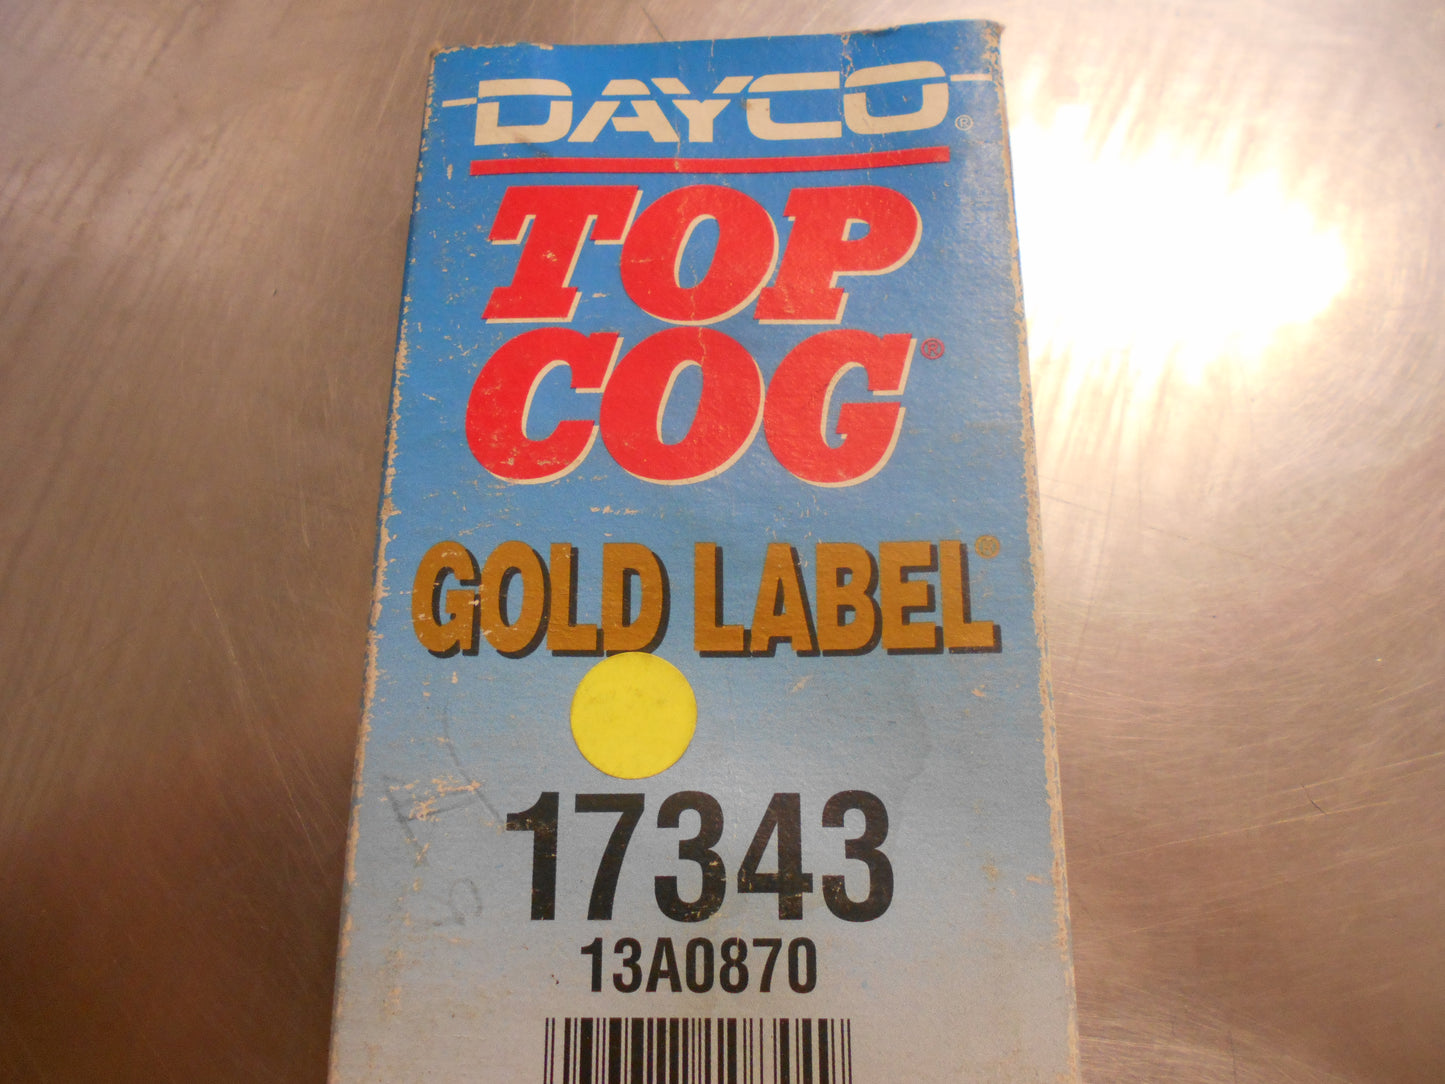 DAYCO®
TOP
COG®
GOLD LABEL®
17343
13A0870